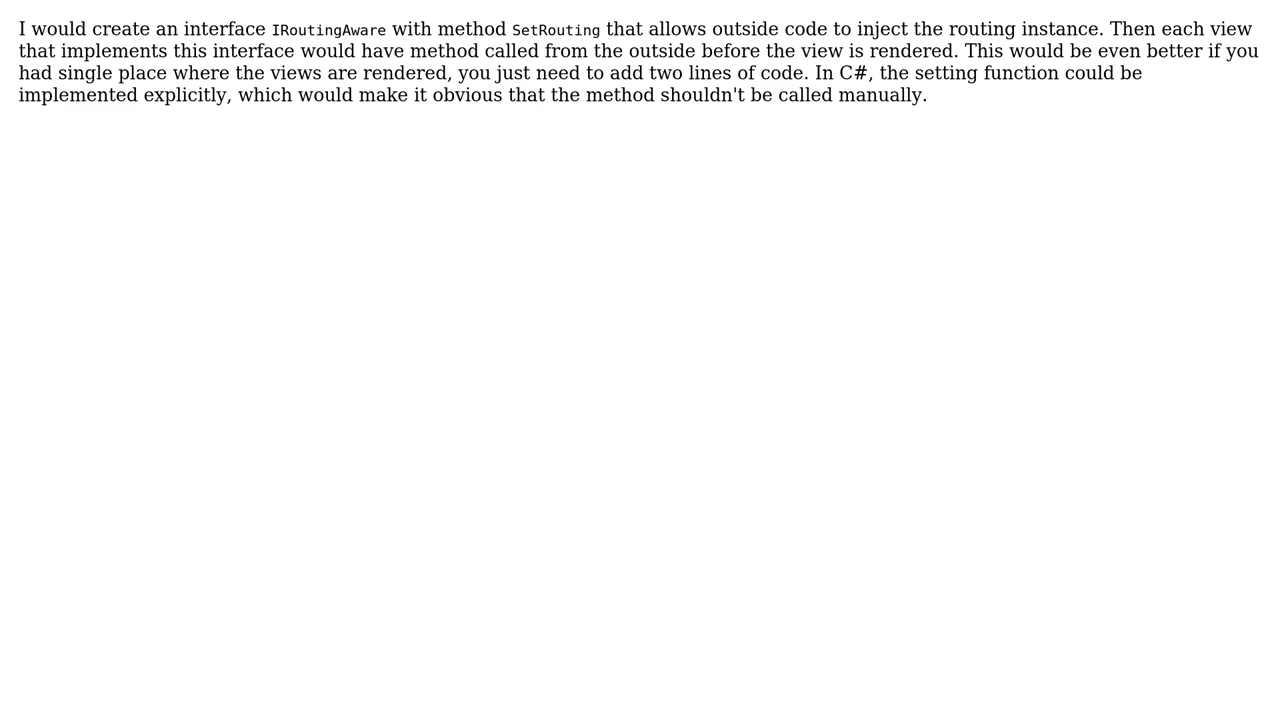 I would create an interface IRoutingAware with method SetRouting that allows outside code to inject the routing instance. Then each view
that implements this interface would have method called from the outside before the view is rendered. This would be even better if you
had single place where the views are rendered, you just need to add two lines of code. In C#, the setting function could be
implemented explicitly, which would make it obvious that the method shouldn't be called manually.